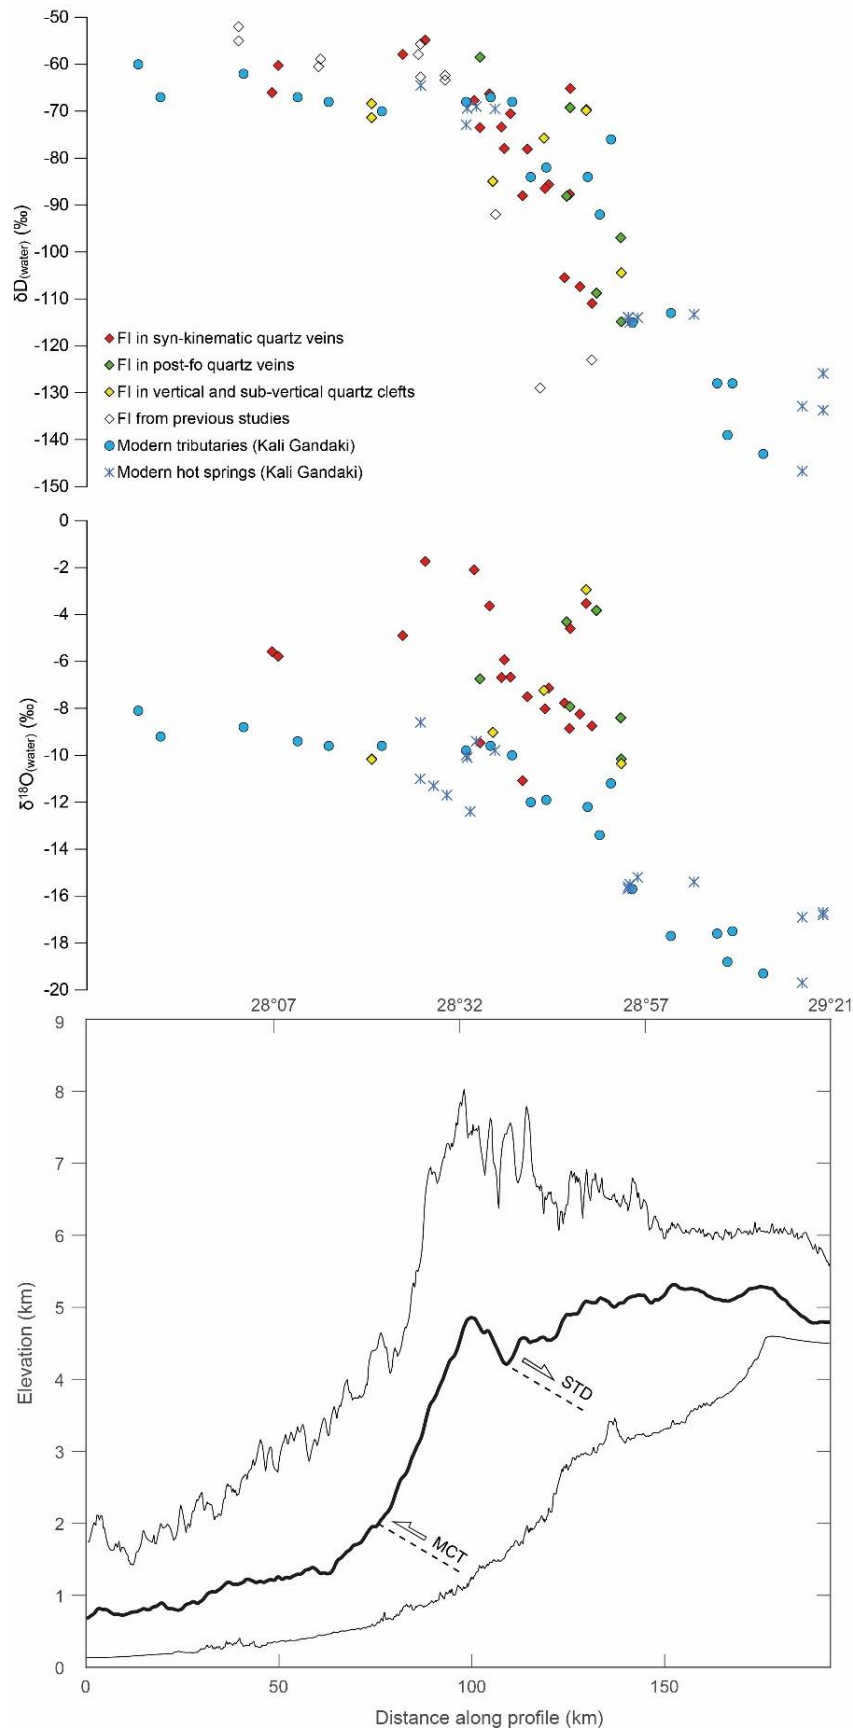 -50
-60
-70
-80
-90
-100
-110
-120
-130
-140
-150
δD(water) (‰)
FI in syn-kinematic quartz veins
FI in post-fo quartz veins
FI in vertical and sub-vertical quartz clefts
FI from previous studies
Modern tributaries (Kali Gandaki)
Modern hot springs (Kali Gandaki)
0
-2
-4
-6
-8
-10
-12
-14
-16
-18
-20
δ¹⁸O(water) (‰)
28°07 28°32 28°57 29°21
9
8
7
6
5
4
3
2
1
0
Elevation (km)
STD
MCT
0 50 100 150
Distance along profile (km)